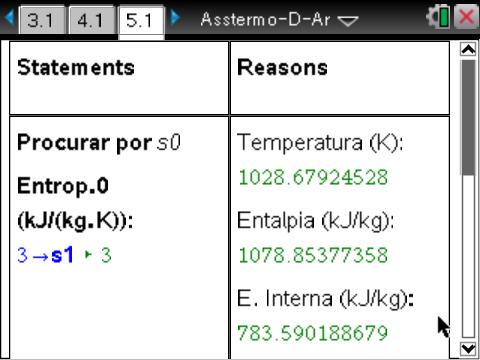 3.1 4.1 5.1 Asstermo-D-Ar
Statements
Reasons
Procurar por s0
Entrop.0
(kJ/(kg.K)):
3→s1 ▸ 3
Temperatura (K):
1028.67924528
Entalpia (kJ/kg):
1078.85377358
E. Interna (kJ/kg):
783.590188679